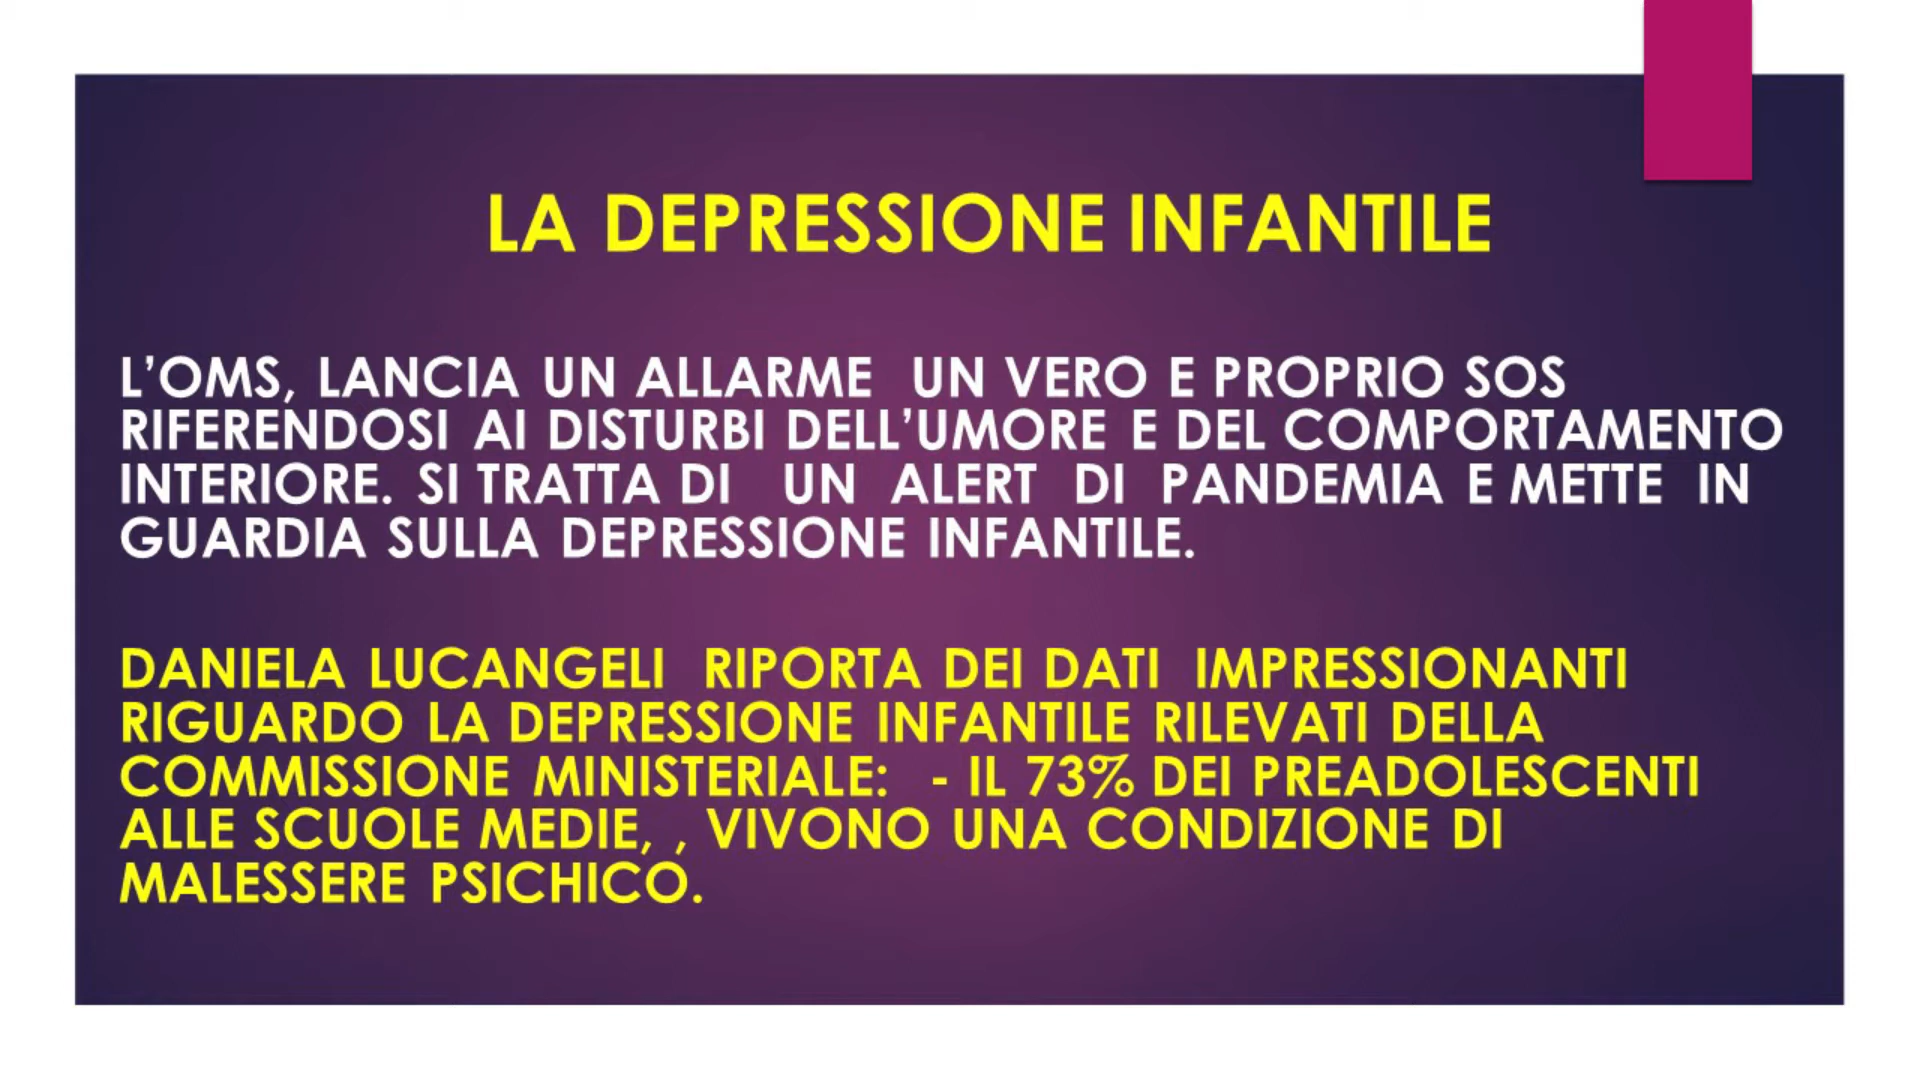 LA DEPRESSIONE INFANTILE
L’OMS, LANCIA UN ALLARME UN VERO E PROPRIO SOS
RIFERENDOSI AI DISTURBI DELL’UMORE E DEL COMPORTAMENTO
INTERIORE. SI TRATTA DI UN ALERT DI PANDEMIA E METTE IN
GUARDIA SULLA DEPRESSIONE INFANTILE.
DANIELA LUCANGELI RIPORTA DEI DATI IMPRESSIONANTI
RIGUARDO LA DEPRESSIONE INFANTILE RILEVATI DELLA
COMMISSIONE MINISTERIALE: - IL 73% DEI PREADOLESCENTI
ALLE SCUOLE MEDIE, , VIVONO UNA CONDIZIONE DI
MALESSERE PSICHICO.